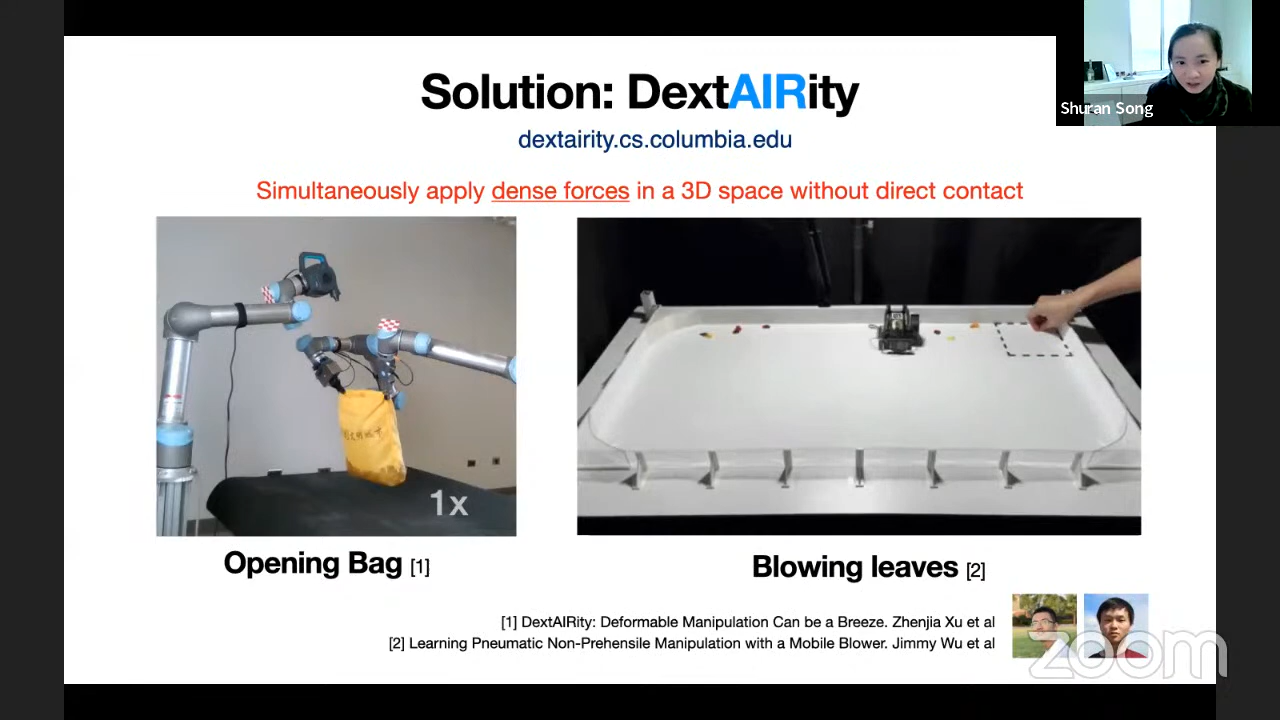 Solution: DextAIRity
dextairity.cs.columbia.edu
Simultaneously apply dense forces in a 3D space without direct contact
Shuran Song
1x
Opening Bag [1]
Blowing leaves [2]
[1] DextAIRity: Deformable Manipulation Can be a Breeze. Zhenjia Xu et al
[2] Learning Pneumatic Non-Prehensile Manipulation with a Mobile Blower. Jimmy Wu et al
zoom